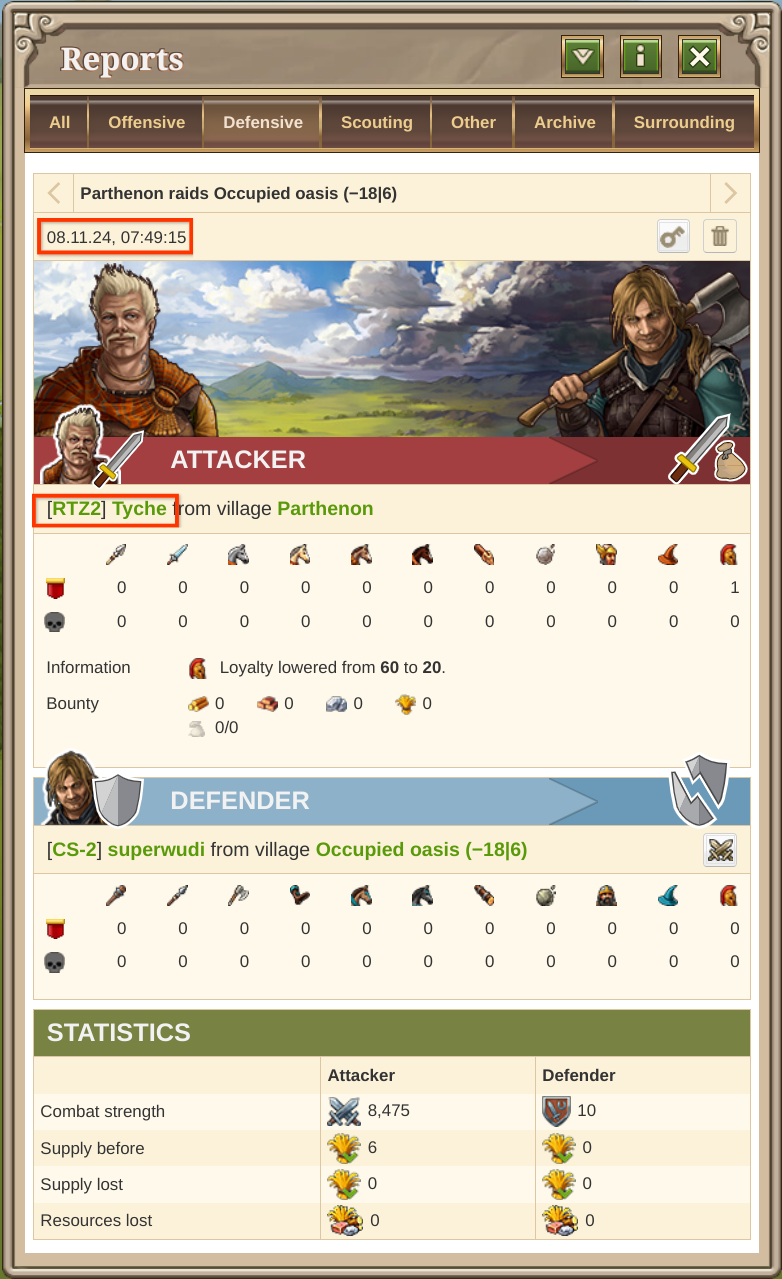 Reports
All Offensive Defensive Scouting Other Archive Surrounding
Parthenon raids Occupied oasis (−18|6)
08.11.24, 07:49:15
ATTACKER
[RTZ2] Tyche from village Parthenon
0 0 0 0 0 0 0 0 0 0 1
0 0 0 0 0 0 0 0 0 0 0
Information Loyalty lowered from 60 to 20.
Bounty 0 0 0 0
0/0
DEFENDER
[CS-2] superwudi from village Occupied oasis (−18|6)
0 0 0 0 0 0 0 0 0 0 0
0 0 0 0 0 0 0 0 0 0 0
STATISTICS
Attacker Defender
Combat strength 8,475 10
Supply before 6 0
Supply lost 0 0
Resources lost 0 0